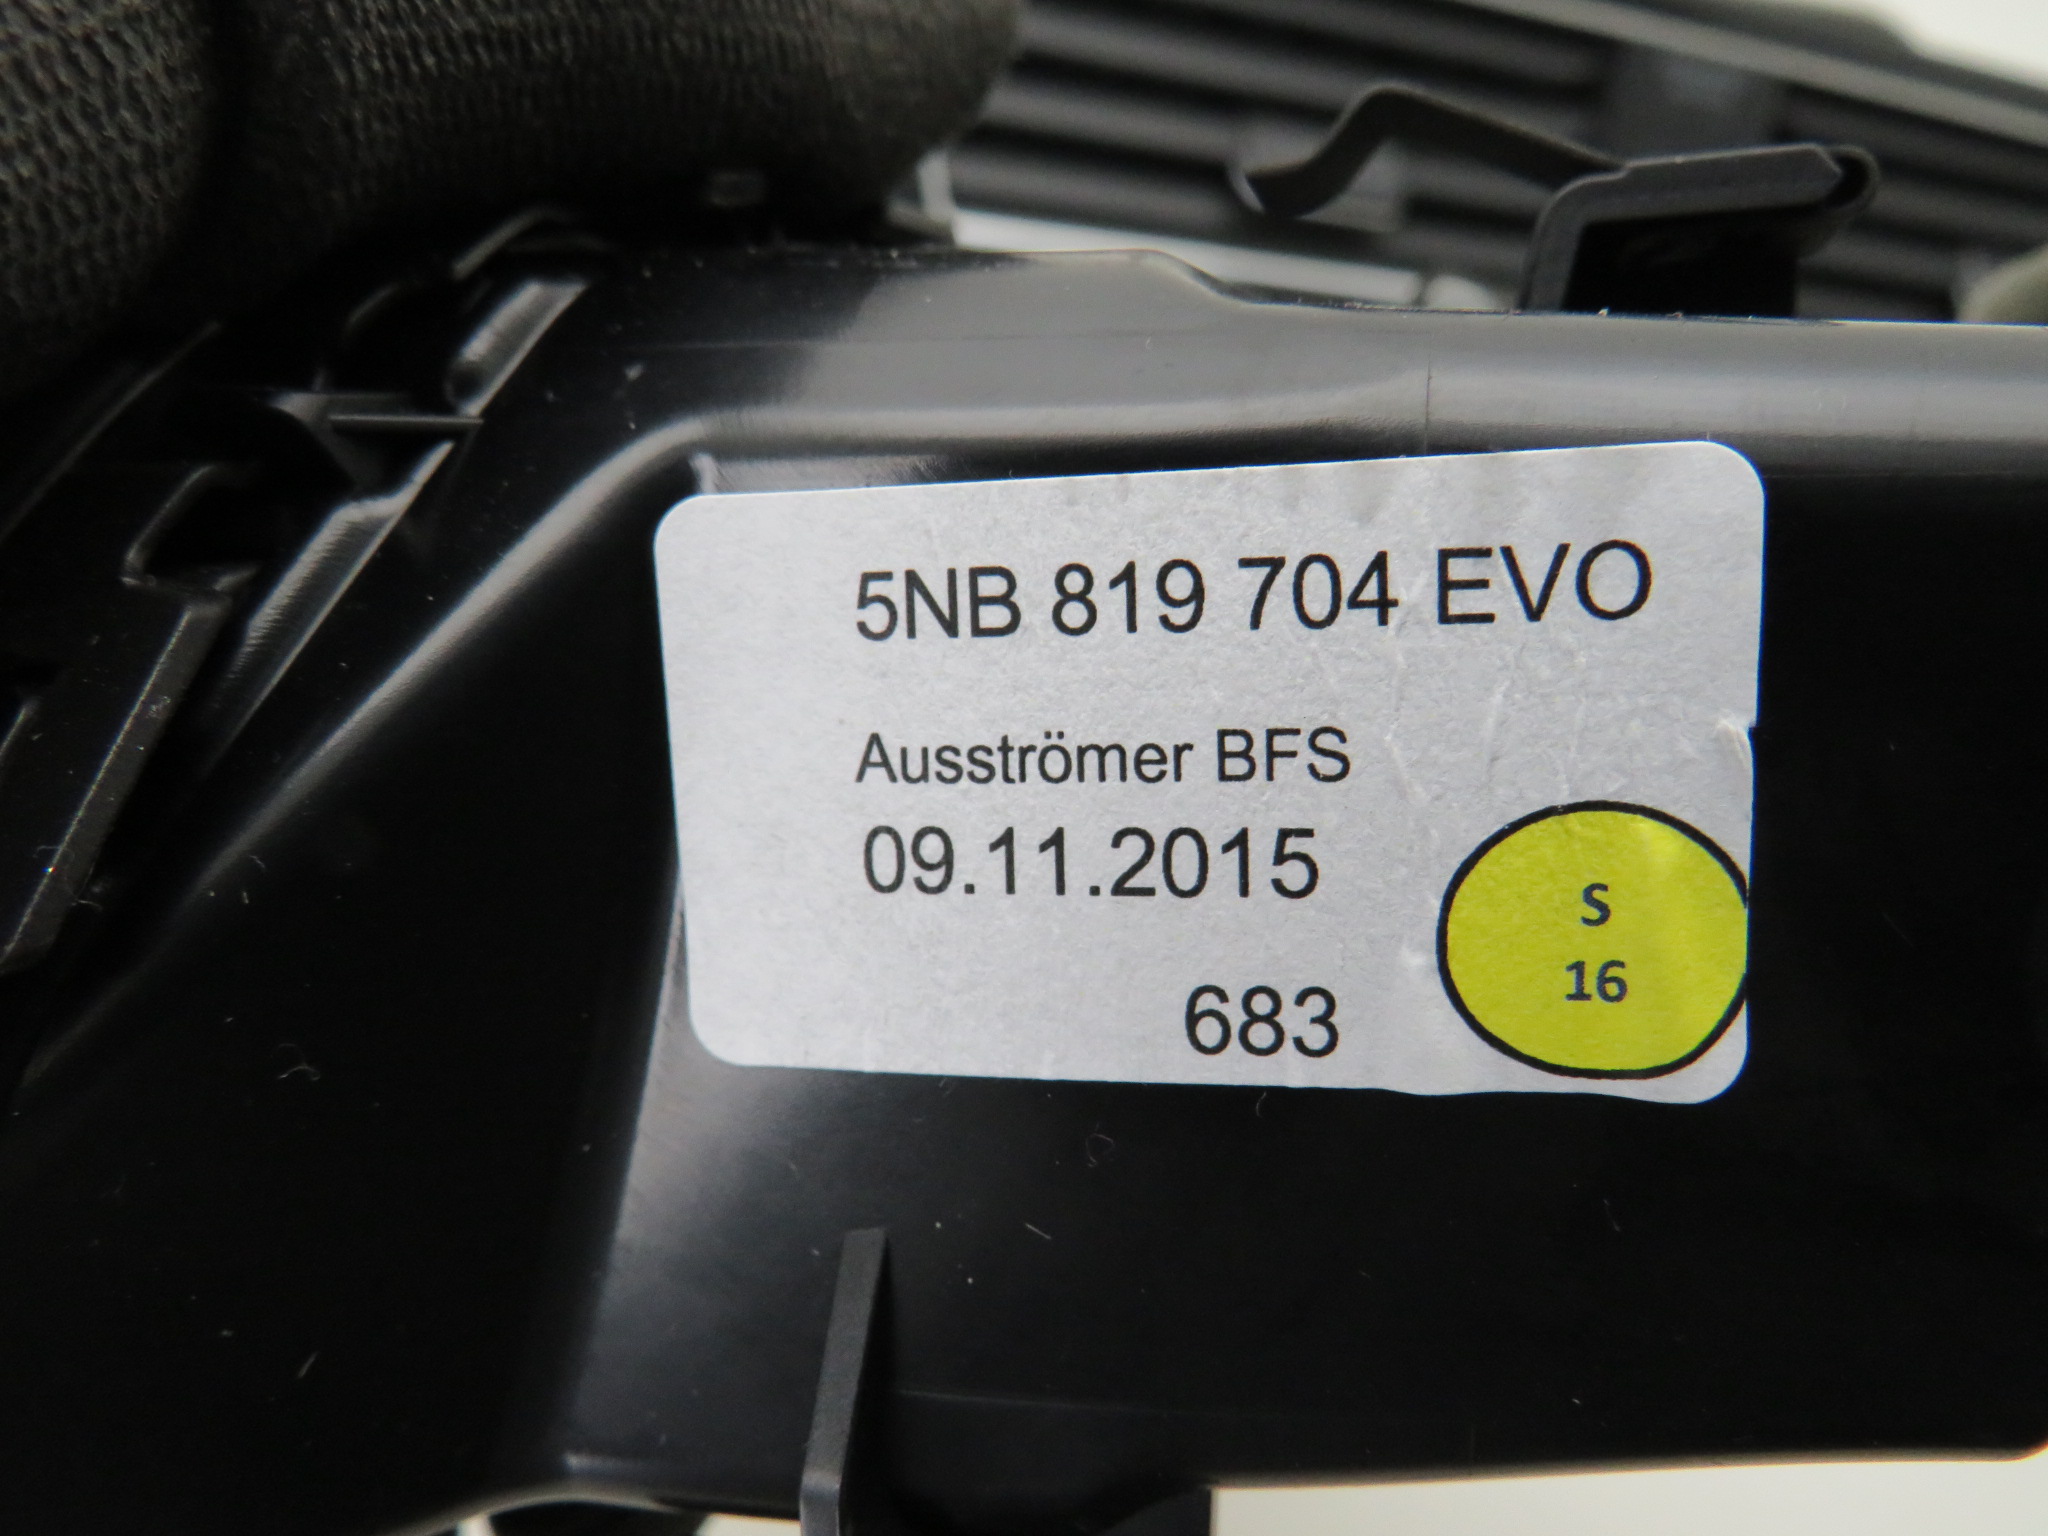 5NB 819 704 EVO
Ausströmer BFS
09.11.2015
683
S
16